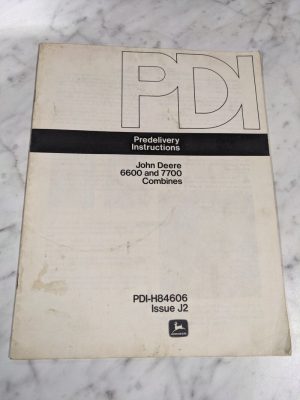 PDI
Predelivery
Instructions
John Deere
6600 and 7700
Combines
PDI-H84606
Issue J2